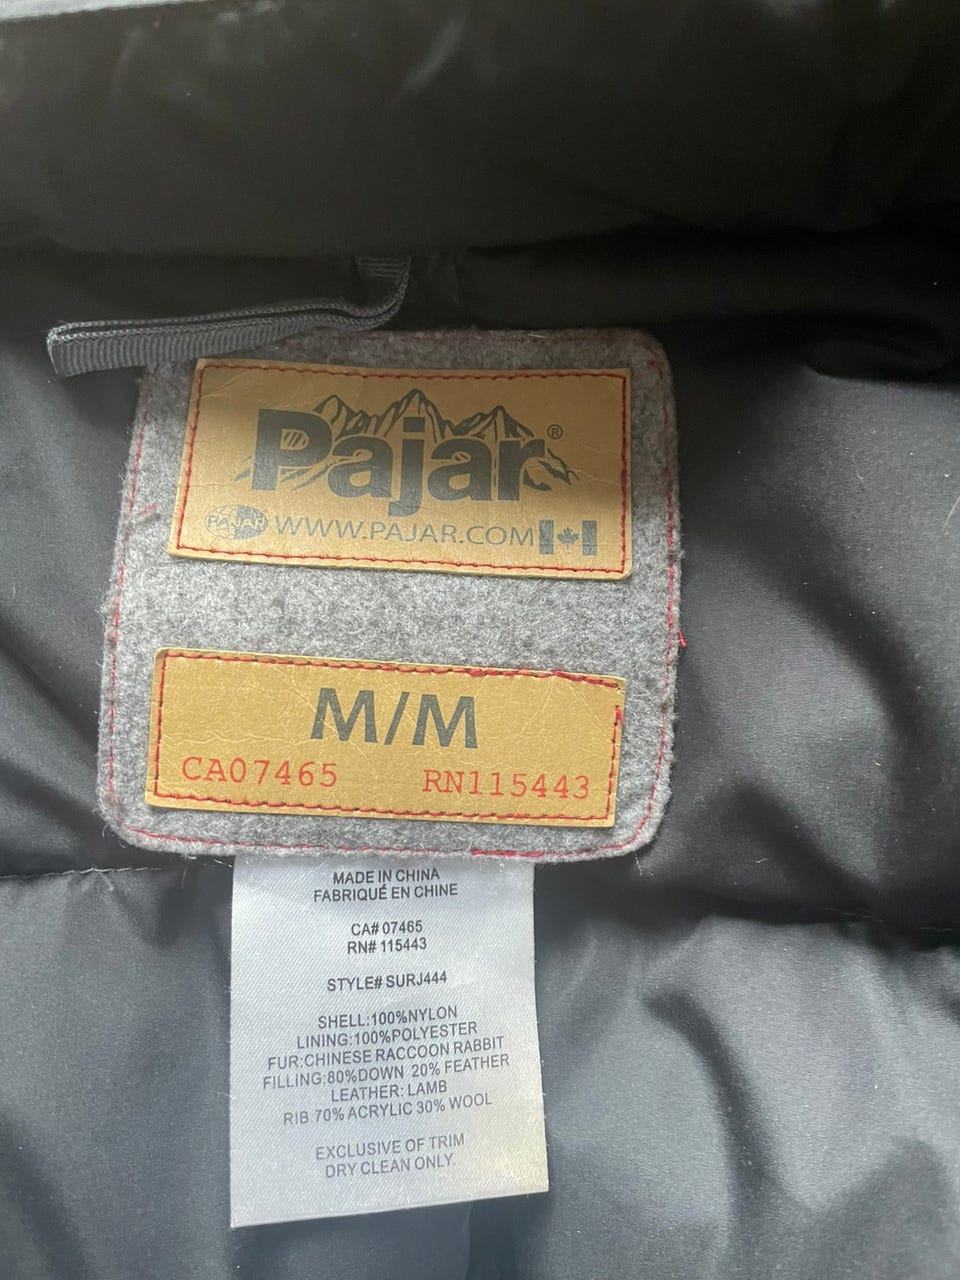 Pajar®
PAJAR WWW.PAJAR.COM
M/M
CA07465 RN115443
MADE IN CHINA
FABRIQUÉ EN CHINE
CA# 07465
RN# 115443
STYLE# SURJ444
SHELL:100%NYLON
LINING:100%POLYESTER
FUR:CHINESE RACCOON RABBIT
FILLING:80%DOWN 20% FEATHER
LEATHER: LAMB
RIB 70% ACRYLIC 30% WOOL
EXCLUSIVE OF TRIM
DRY CLEAN ONLY.